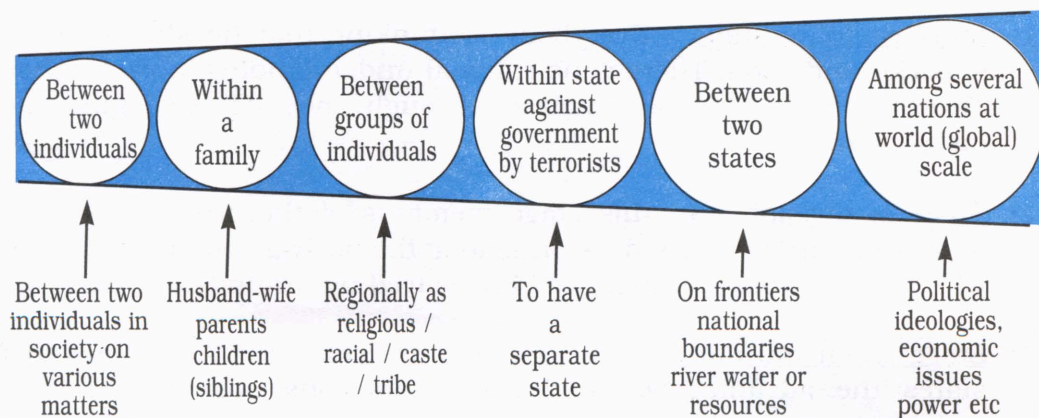 Between
two
individuals
Within
a
family
Between
groups of
individuals
Within state
against
government
by terrorists
Between
two
states
Among several
nations at
world (global)
scale
Between two
individuals in
society on
various
matters
Husband-wife
parents
children
(siblings)
Regionally as
religious /
racial / caste
/ tribe
To have
a
separate
state
On frontiers
national
boundaries
river water or
resources
Political
ideologies,
economic
issues
power etc